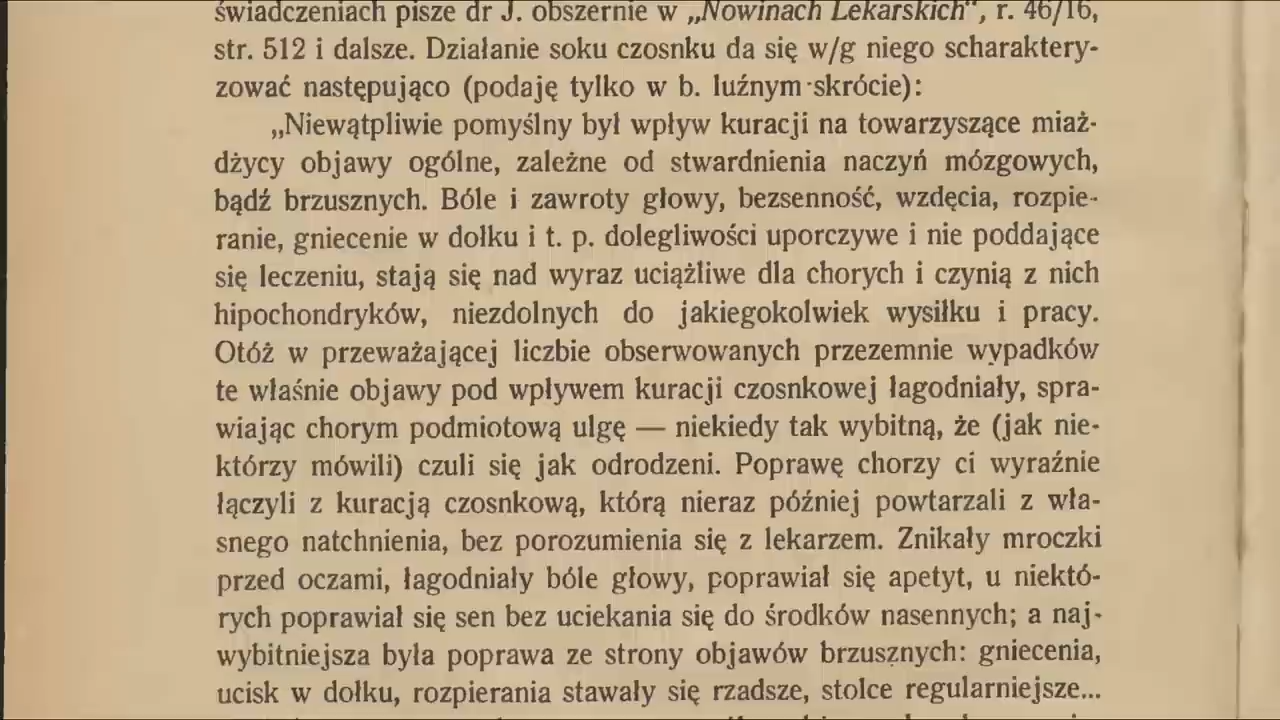 świadczeniach pisze dr J. obszernie w „Nowinach Lekarskich", r. 46/16,
str. 512 i dalsze. Działanie soku czosnku da się w/g niego scharaktery-
zować następująco (podaję tylko w b. luźnym skrócie):
„Niewątpliwie pomyślny był wpływ kuracji na towarzyszące miaż-
dżycy objawy ogólne, zależne od stwardnienia naczyń mózgowych,
bądź brzusznych. Bóle i zawroty głowy, bezsenność, wzdęcia, rozpie-
ranie, gniecenie w dołku i t. p. dolegliwości uporczywe i nie poddające
się leczeniu, stają się nad wyraz uciążliwe dla chorych i czynią z nich
hipochondryków, niezdolnych do jakiegokolwiek wysiłku i pracy.
Otóż w przeważającej liczbie obserwowanych przezemnie wypadków
te właśnie objawy pod wpływem kuracji czosnkowej łagodniały, spra-
wiając chorym podmiotową ulgę — niekiedy tak wybitną, że (jak nie-
którzy mówili) czuli się jak odrodzeni. Poprawę chorzy ci wyraźnie
łączyli z kuracją czosnkową, którą nieraz później powtarzali z wła-
snego natchnienia, bez porozumienia się z lekarzem. Znikały mroczki
przed oczami, łagodniały bóle głowy, poprawiał się apetyt, u niektó-
rych poprawiał się sen bez uciekania się do środków nasennych; a naj-
wybitniejsza była poprawa ze strony objawów brzusznych: gniecenia,
ucisk w dołku, rozpierania stawały się rzadsze, stolce regularniejsze...